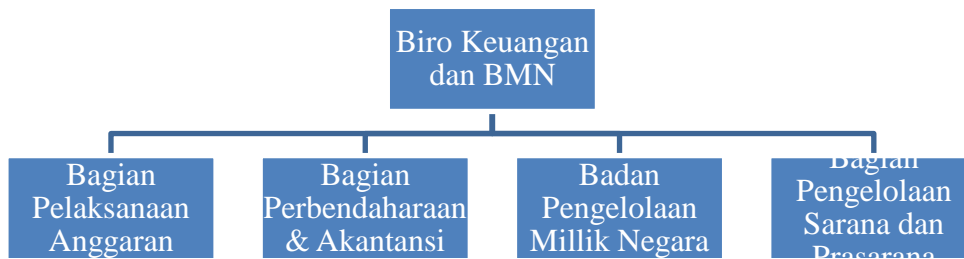 Biro Keuangan
dan BMN
Bagian
Pelaksanaan
Anggaran
Bagian
Perbendaharaan
& Akantansi
Badan
Pengelolaan
Millik Negara
Bagian
Pengelolaan
Sarana dan
Prasarana